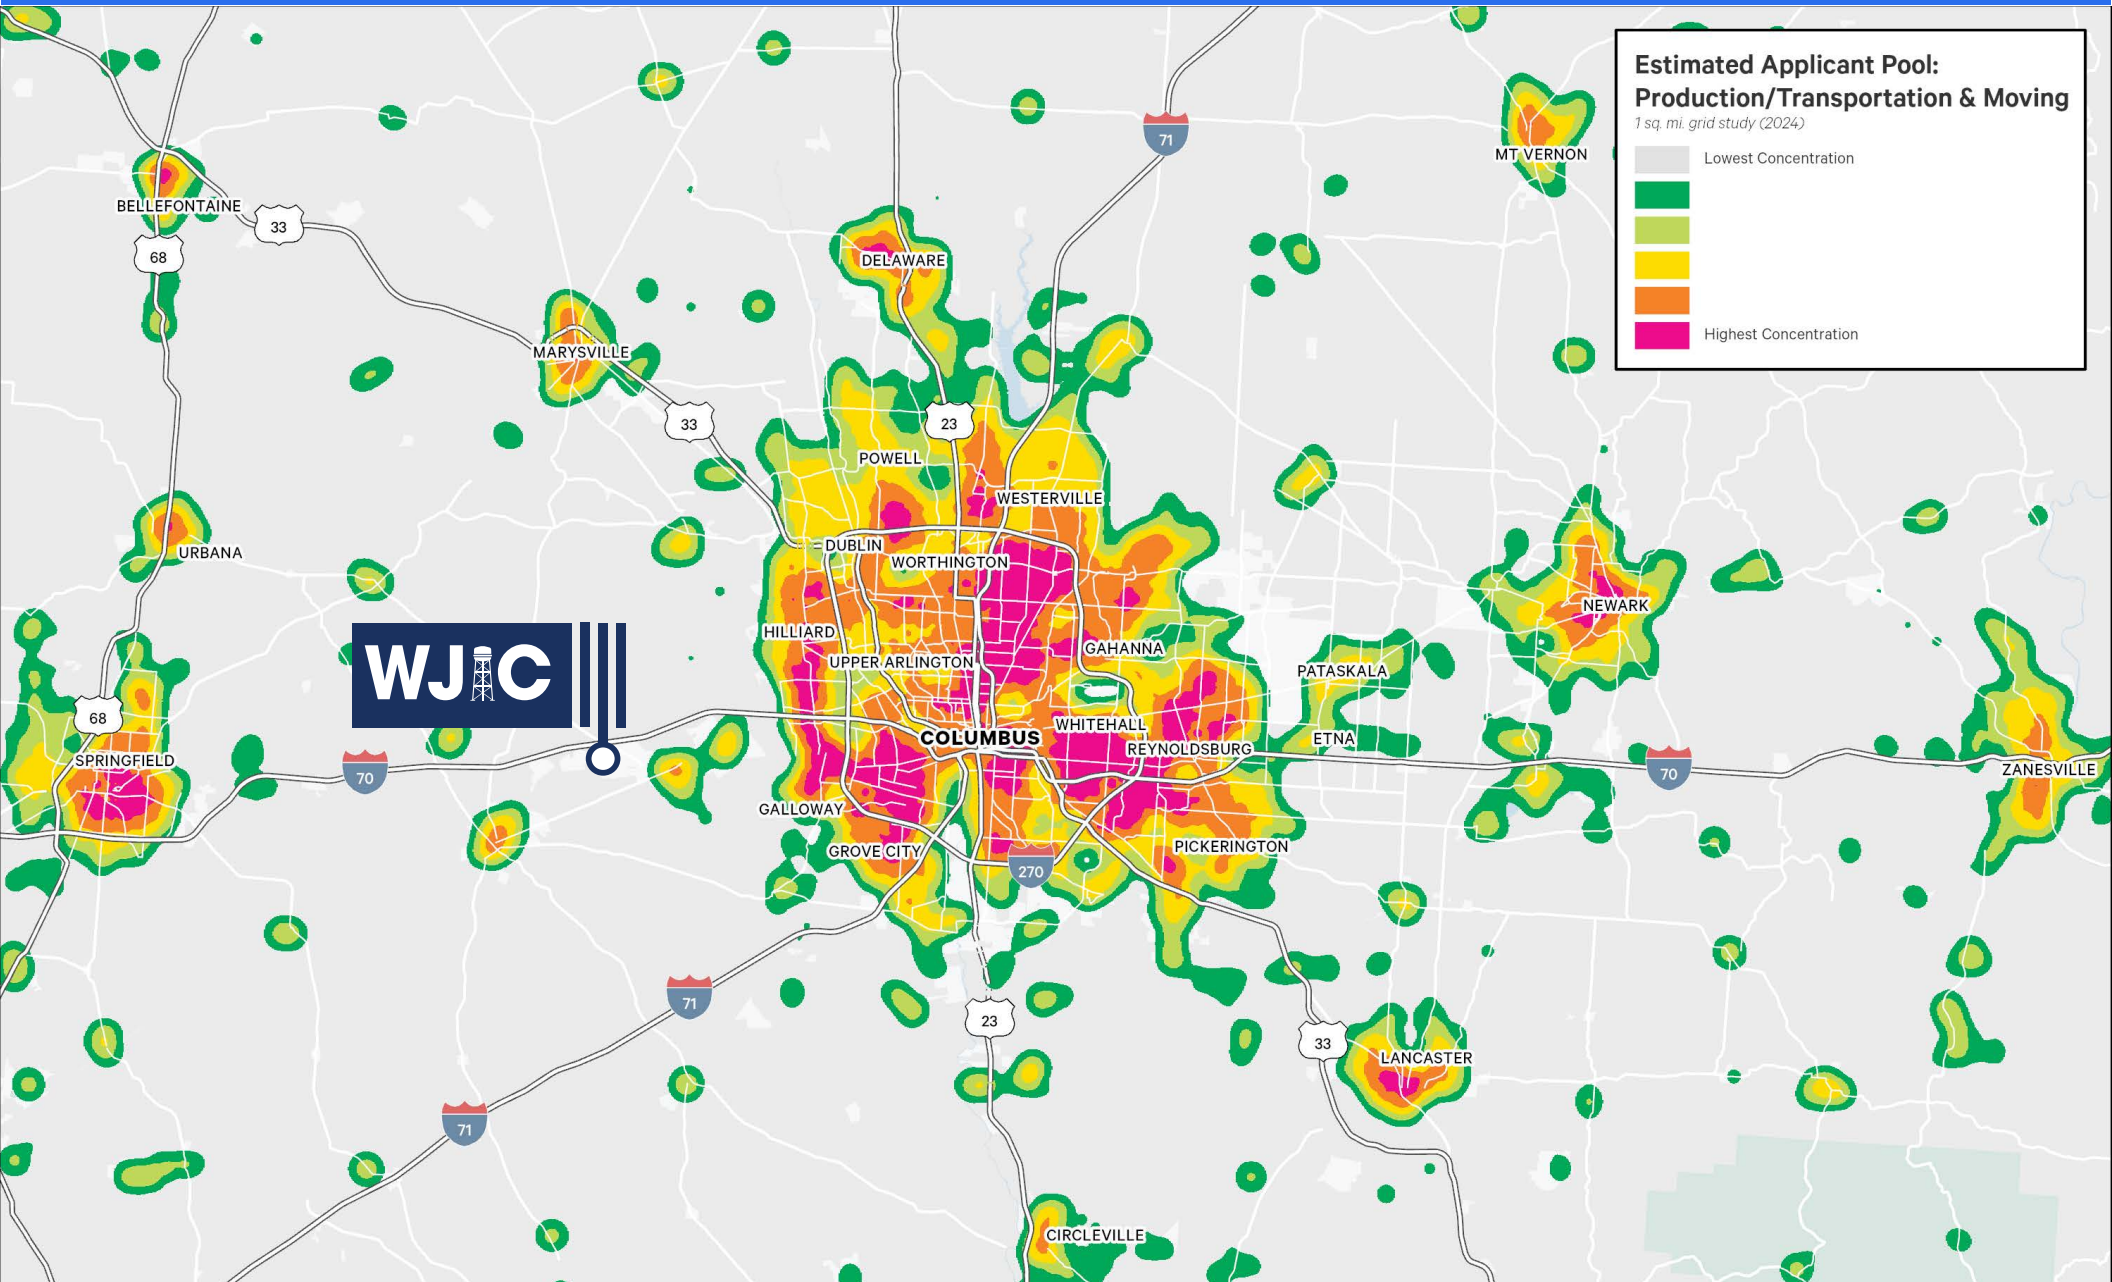 Estimated Applicant Pool:
Production/Transportation & Moving
1 sq. mi. grid study (2024)
Lowest Concentration
Highest Concentration
71
MT VERNON
BELLEFONTAINE
33
68
DELAWARE
MARYSVILLE
33
23
POWELL
WESTERVILLE
DUBLIN
WORTHINGTON
URBANA
NEWARK
HILLIARD
GAHANNA
UPPER ARLINGTON
PATASKALA
WJIC
68
WHITEHALL
COLUMBUS
ETNA
REYNOLDSBURG
SPRINGFIELD
70
70
ZANESVILLE
GALLOWAY
GROVE CITY
PICKERINGTON
270
71
23
33
LANCASTER
71
CIRCLEVILLE